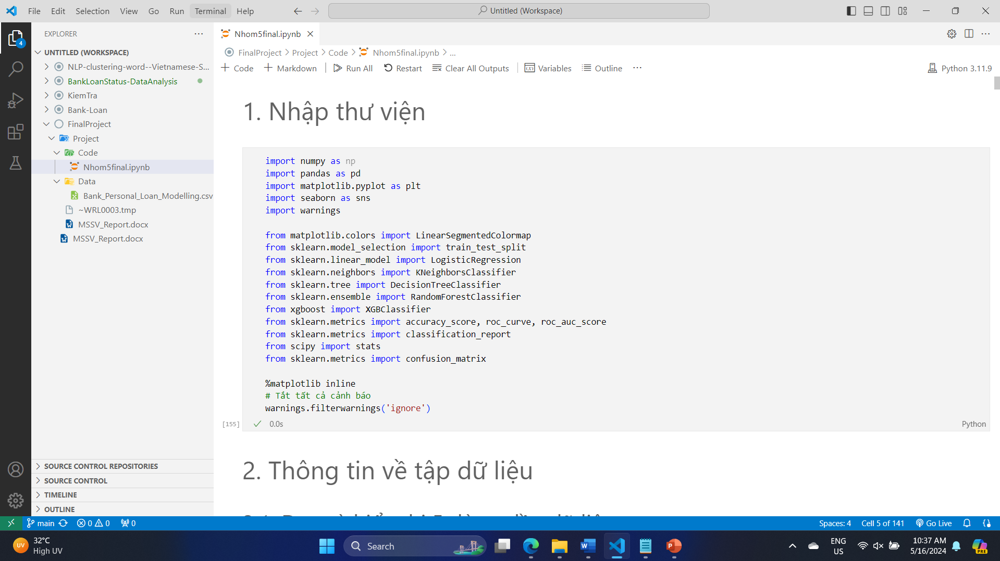 File Edit Selection View Go Run Terminal Help
Untitled (Workspace)
EXPLORER
4
UNTITLED (WORKSPACE)
NLP-clustering-word--Vietnamese-S...
BankLoanStatus-DataAnalysis
KiemTra
Bank-Loan
FinalProject
Project
Code
Nhom5final.ipynb
Data
Bank_Personal_Loan_Modelling.csv
~WRL0003.tmp
MSSV_Report.docx
MSSV_Report.docx
SOURCE CONTROL REPOSITORIES
SOURCE CONTROL
TIMELINE
OUTLINE
Nhom5final.ipynb
FinalProject > Project > Code > Nhom5final.ipynb > ...
+ Code + Markdown Run All Restart Clear All Outputs Variables Outline ... Python 3.11.9
1. Nhập thư viện
import numpy as np
import pandas as pd
import matplotlib.pyplot as plt
import seaborn as sns
import warnings
from matplotlib.colors import LinearSegmentedColormap
from sklearn.model_selection import train_test_split
from sklearn.linear_model import LogisticRegression
from sklearn.neighbors import KNeighborsClassifier
from sklearn.tree import DecisionTreeClassifier
from sklearn.ensemble import RandomForestClassifier
from xgboost import XGBClassifier
from sklearn.metrics import accuracy_score, roc_curve, roc_auc_score
from sklearn.metrics import classification_report
from scipy import stats
from sklearn.metrics import confusion_matrix
%matplotlib inline
# Tắt tất cả cảnh báo
warnings.filterwarnings('ignore')
[155] 0.0s Python
2. Thông tin về tập dữ liệu
main 0 0 0 Spaces: 4 Cell 5 of 141 Go Live
UV 32°C
High UV
Search
ENG
US
10:37 AM
5/16/2024
PRE